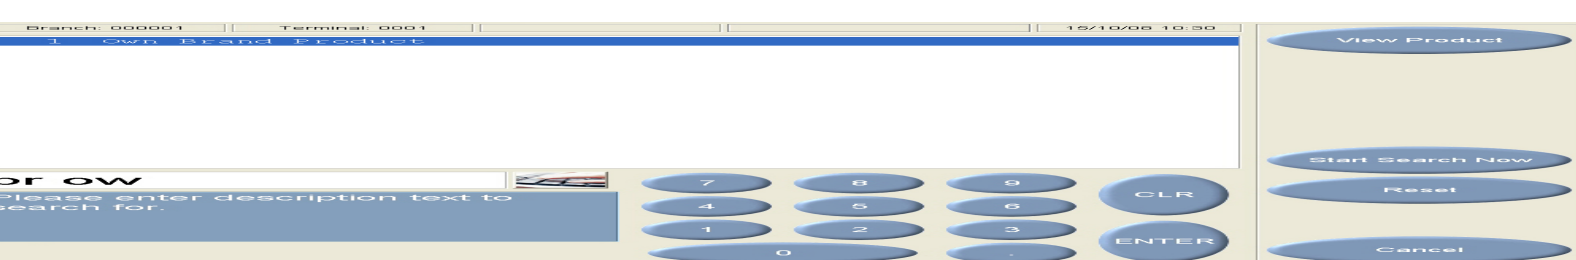 Branch: 000001 Terminal: 0001 15/10/06 10:30
1 Own Brand Product
View Product
Start Search Now
or ow
Please enter description text to
search for.
7 8 9
CLR
Reset
4 5 6
1 2 3
ENTER
0 .
Cancel